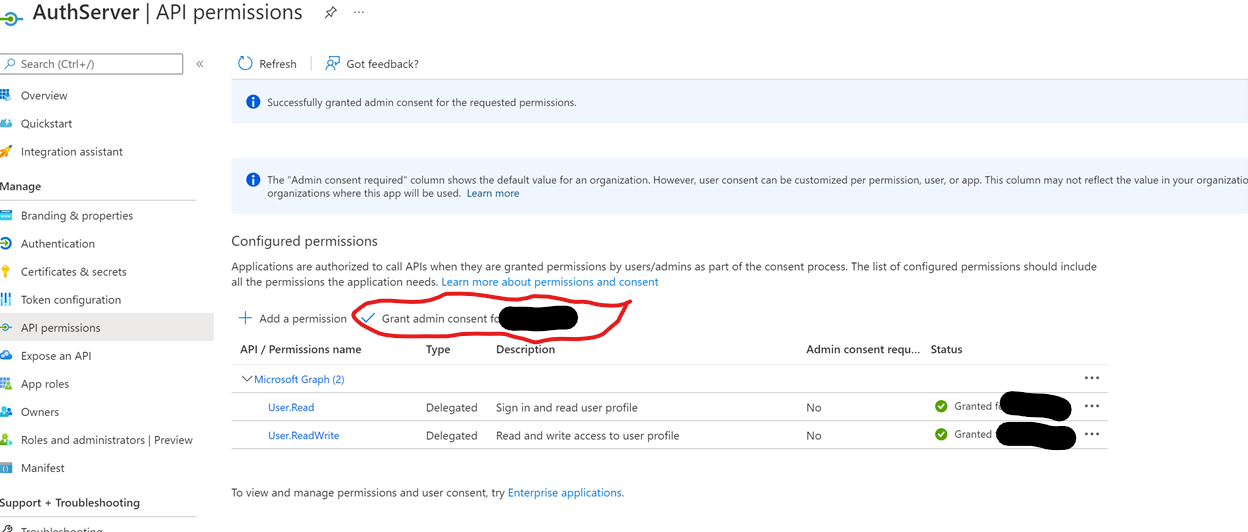 AuthServer | API permissions
Search (Ctrl+/)
Overview
Quickstart
Integration assistant
Manage
Branding & properties
Authentication
Certificates & secrets
Token configuration
API permissions
Expose an API
App roles
Owners
Roles and administrators | Preview
Manifest
Support + Troubleshooting
Troubleshooting
Refresh
Got feedback?
Successfully granted admin consent for the requested permissions.
The "Admin consent required" column shows the default value for an organization. However, user consent can be customized per permission, user, or app. This column may not reflect the value in your
organizations where this app will be used. Learn more
Configured permissions
Applications are authorized to call APIs when they are granted permissions by users/admins as part of the consent process. The list of configured permissions should include
all the permissions the application needs. Learn more about permissions and consent
Add a permission Grant admin consent
API / Permissions name Type Description Admin consent requ... Status
Microsoft Graph (2)
User.Read Delegated Sign in and read user profile No Granted
User.ReadWrite Delegated Read and write access to user profile No Granted
To view and manage permissions and user consent, try Enterprise applications.